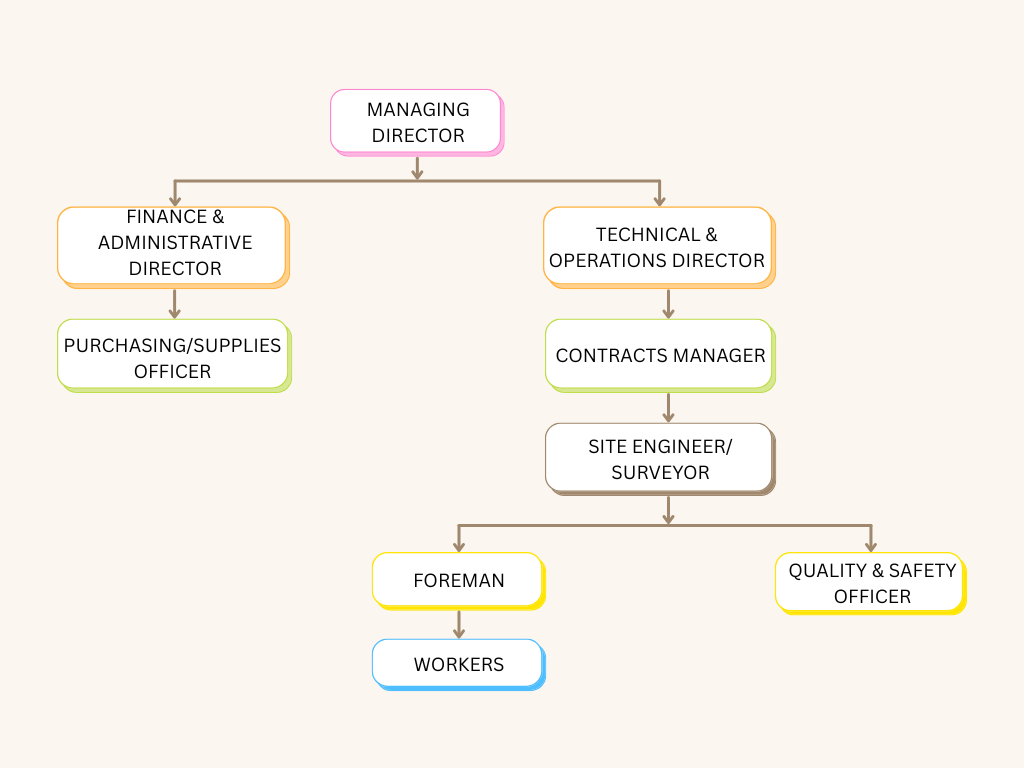 MANAGING
DIRECTOR
FINANCE &
ADMINISTRATIVE
DIRECTOR
TECHNICAL &
OPERATIONS DIRECTOR
PURCHASING/SUPPLIES
OFFICER
CONTRACTS MANAGER
SITE ENGINEER/
SURVEYOR
FOREMAN
QUALITY & SAFETY
OFFICER
WORKERS